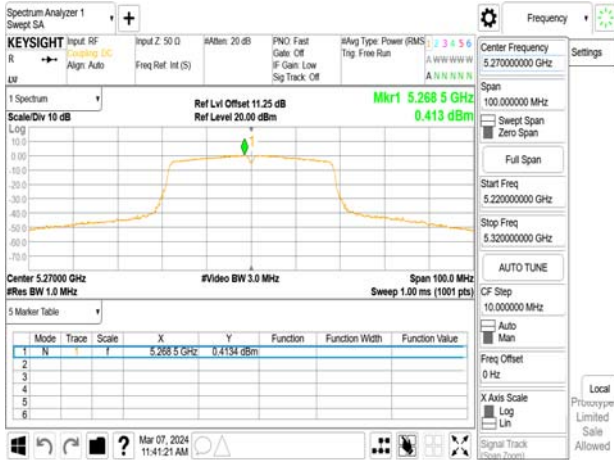 Spectrum Analyzer 1
Swept SA
+
Frequency
KEYSIGHT
R
Input: RF
Coupling: DC
Align: Auto
Input Z: 50 Ω
Freq Ref: Int (S)
#Atten: 20 dB
PNO: Fast
Gate: Off
IF Gain: Low
Sig Track: Off
#Avg Type: Power (RMS
Trig: Free Run
1 2 3 4 5 6
A W W W W W
A N N N N N
Center Frequency
5.270000000 GHz
Settings
Span
100.000000 MHz
Swept Span
Zero Span
Full Span
Start Freq
5.220000000 GHz
Stop Freq
5.320000000 GHz
AUTO TUNE
CF Step
10.000000 MHz
Auto
Man
Freq Offset
0 Hz
X Axis Scale
Log
Lin
Signal Track
(Span Zoom)
Local
Prototype
Limited
Sale
Allowed
1 Spectrum
Scale/Div 10 dB
Ref Lvl Offset 11.25 dB
Ref Level 20.00 dBm
Mkr1 5.268 5 GHz
0.413 dBm
Log
10.0
0.00
-10.0
-20.0
-30.0
-40.0
-50.0
-60.0
-70.0
1
Center 5.27000 GHz
#Res BW 1.0 MHz
#Video BW 3.0 MHz
Span 100.0 MHz
Sweep 1.00 ms (1001 pts)
5 Marker Table
Mode Trace Scale X Y Function Function Width Function Value
1 N 1 f 5.268 5 GHz 0.4134 dBm
2
3
4
5
6
?
Mar 07, 2024
11:41:21 AM